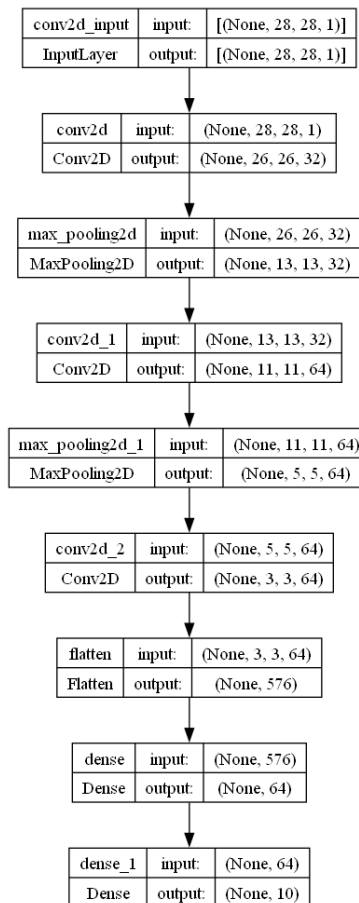 conv2d_input input: [(None, 28, 28, 1)]
InputLayer output: [(None, 28, 28, 1)]
conv2d input: (None, 28, 28, 1)
Conv2D output: (None, 26, 26, 32)
max_pooling2d input: (None, 26, 26, 32)
MaxPooling2D output: (None, 13, 13, 32)
conv2d_1 input: (None, 13, 13, 32)
Conv2D output: (None, 11, 11, 64)
max_pooling2d_1 input: (None, 11, 11, 64)
MaxPooling2D output: (None, 5, 5, 64)
conv2d_2 input: (None, 5, 5, 64)
Conv2D output: (None, 3, 3, 64)
flatten input: (None, 3, 3, 64)
Flatten output: (None, 576)
dense input: (None, 576)
Dense output: (None, 64)
dense_1 input: (None, 64)
Dense output: (None, 10)